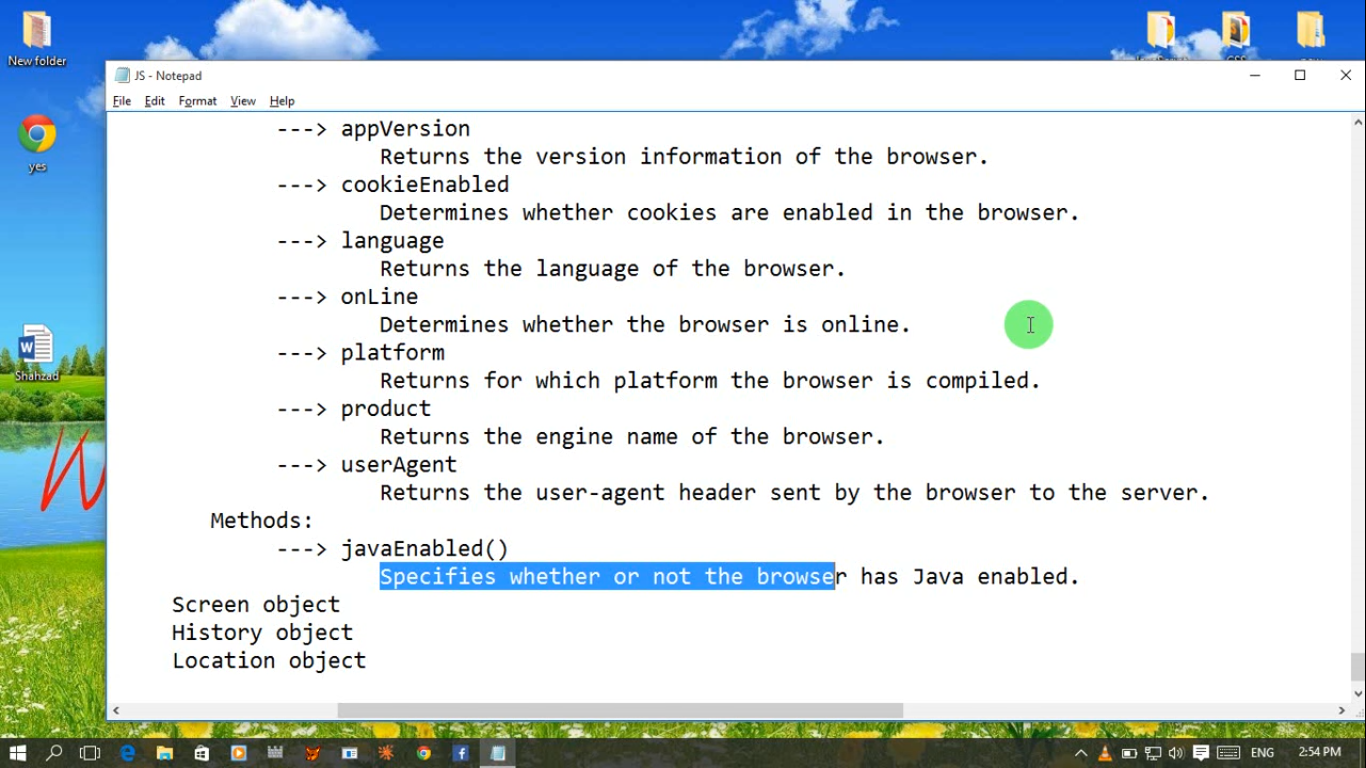 New folder
yes
Shahzad
JS - Notepad
File Edit Format View Help
---> appVersion
Returns the version information of the browser.
---> cookieEnabled
Determines whether cookies are enabled in the browser.
---> language
Returns the language of the browser.
---> onLine
Determines whether the browser is online.
---> platform
Returns for which platform the browser is compiled.
---> product
Returns the engine name of the browser.
---> userAgent
Returns the user-agent header sent by the browser to the server.
Methods:
---> javaEnabled()
Specifies whether or not the browser has Java enabled.
Screen object
History object
Location object
ENG
2:54 PM